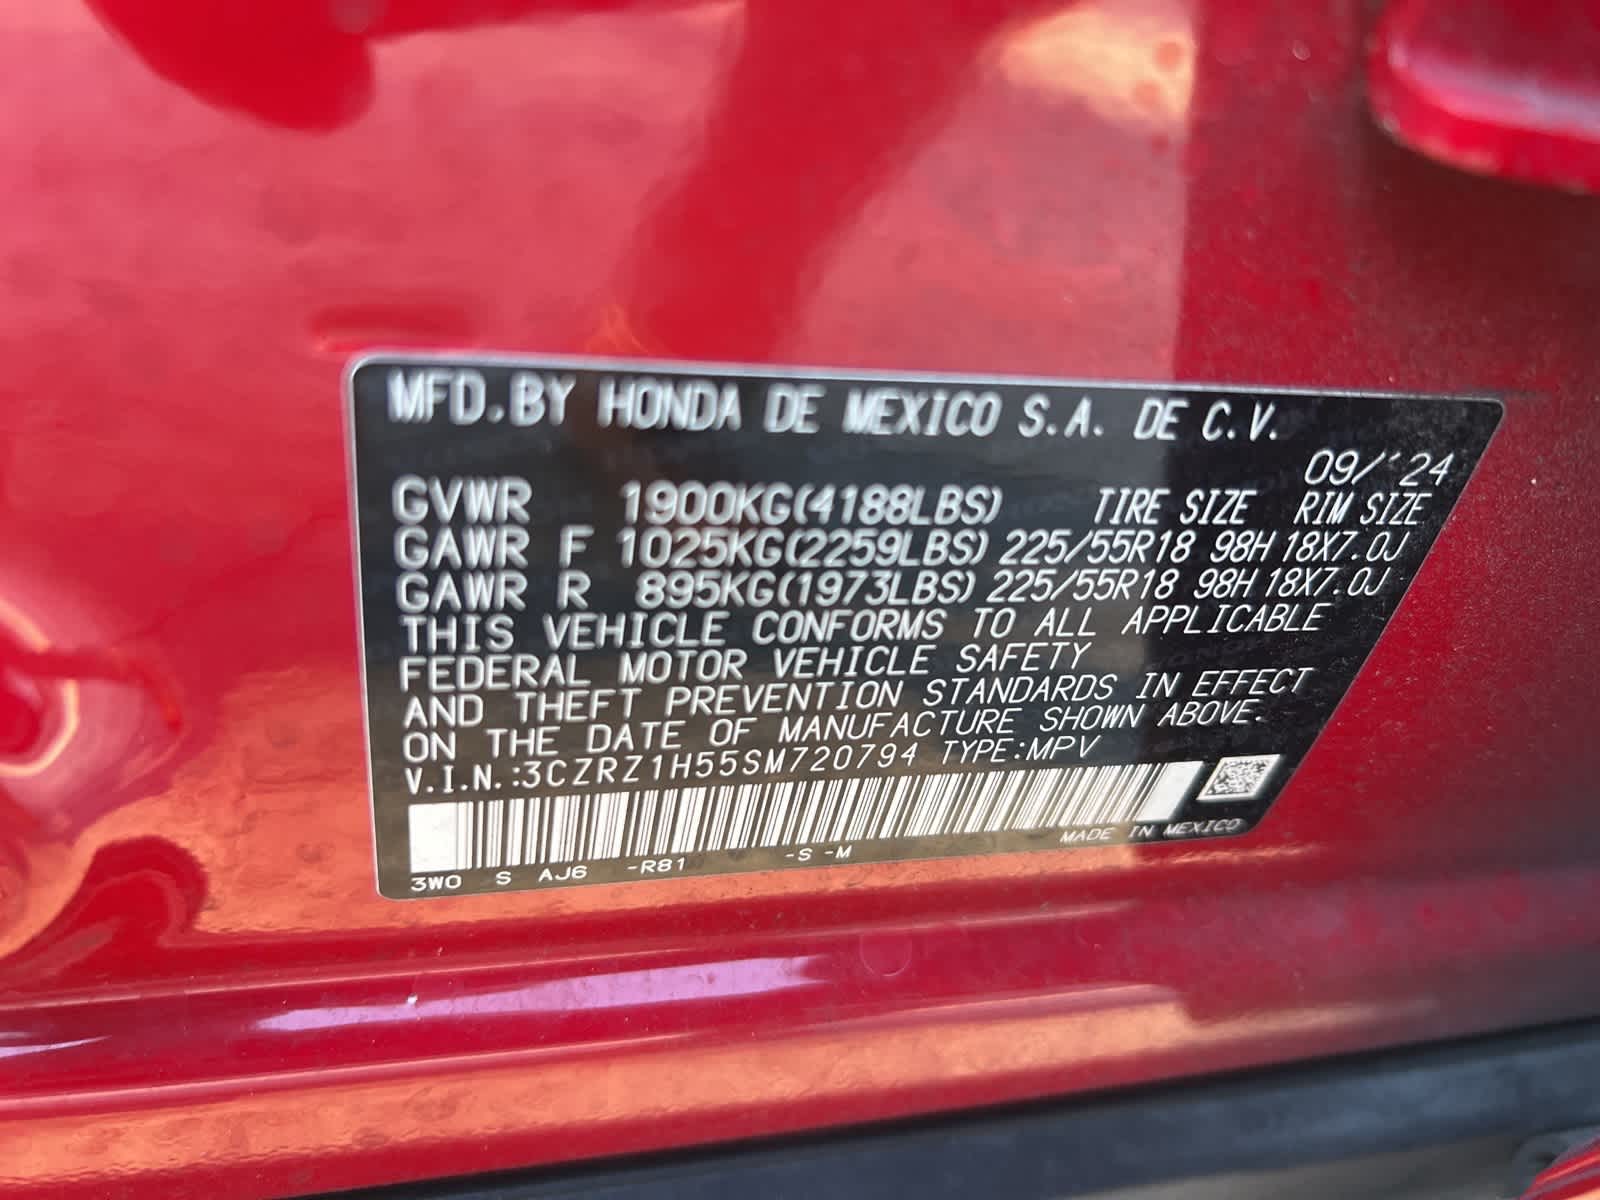 MFD.BY HONDA DE MEXICO S.A. DE C.V.
09/'24
GVWR 1900KG(4188LBS) TIRE SIZE RIM SIZE
GAWR F 1025KG(2259LBS) 225/55R18 98H 18X7.0J
GAWR R 895KG(1973LBS) 225/55R18 98H 18X7.0J
THIS VEHICLE CONFORMS TO ALL APPLICABLE
FEDERAL MOTOR VEHICLE SAFETY
AND THEFT PREVENTION STANDARDS IN EFFECT
ON THE DATE OF MANUFACTURE SHOWN ABOVE.
V.I.N.:3CZRZ1H55SM720794 TYPE:MPV
MADE IN MEXICO
3WO S AJ6 -R81 -S -M